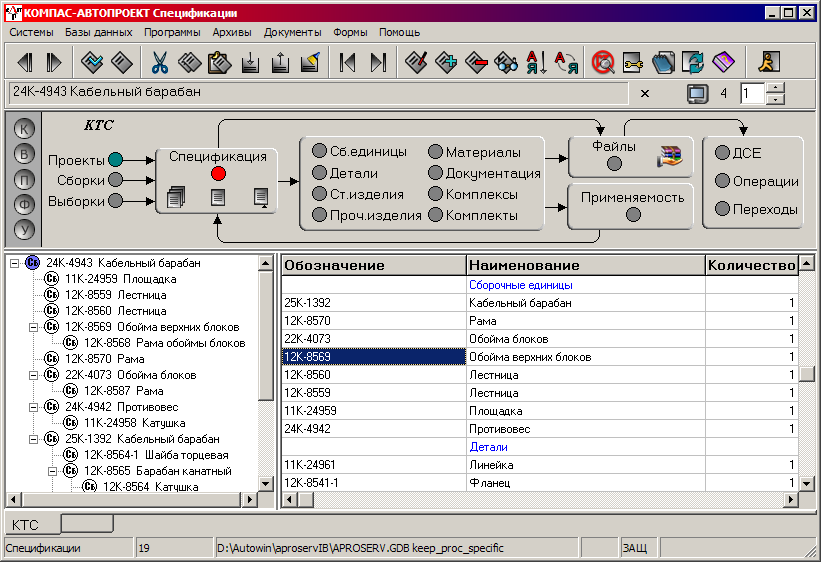 КОМПАС-АВТОПРОЕКТ Спецификации
Системы Базы данных Программы Архивы Документы Формы Помощь
24К-4943 Кабельный барабан × 4 1
К
В
П
Ф
У
КТС
Проекты
Сборки
Выборки
Спецификация
Сб.единицы
Детали
Ст.изделия
Проч.изделия
Материалы
Документация
Комплексы
Комплекты
Файлы
Применяемость
ДСЕ
Операции
Переходы
Сб 24К-4943 Кабельный барабан
Сб 11К-24959 Площадка
Сб 12К-8559 Лестница
Сб 12К-8560 Лестница
Сб 12К-8569 Обойма верхних блоков
Сб 12К-8568 Рама обоймы блоков
Сб 12К-8570 Рама
Сб 22К-4073 Обойма блоков
Сб 12К-8587 Рама
Сб 24К-4942 Противовес
Сб 11К-24958 Катушка
Сб 25К-1392 Кабельный барабан
Сб 12К-8564-1 Шайба торцевая
Сб 12К-8565 Барабан канатный
Сб 12К-8564 Катушка
Обозначение Наименование Количество
Сборочные единицы
25К-1392 Кабельный барабан 1
12К-8570 Рама 1
22К-4073 Обойма блоков 1
12К-8569 Обойма верхних блоков 1
12К-8560 Лестница 1
12К-8559 Лестница 1
11К-24959 Площадка 1
24К-4942 Противовес 1
Детали
11К-24961 Линейка 1
12К-8541-1 Фланец 1
КТС
Спецификации 19 D:\Autowin\aproservIB\APROSERV.GDB keep_proc_specific ЗАЩ